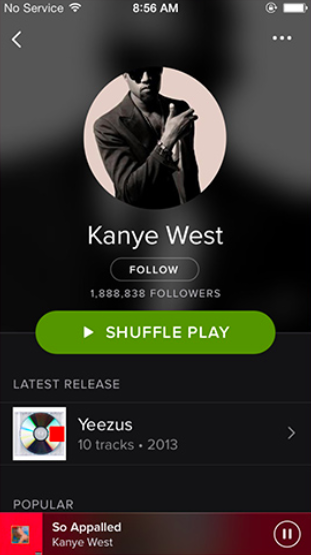 No Service 8:56 AM
Kanye West
FOLLOW
1,888,838 FOLLOWERS
SHUFFLE PLAY
LATEST RELEASE
Yeezus
10 tracks • 2013
POPULAR
So Appalled
Kanye West